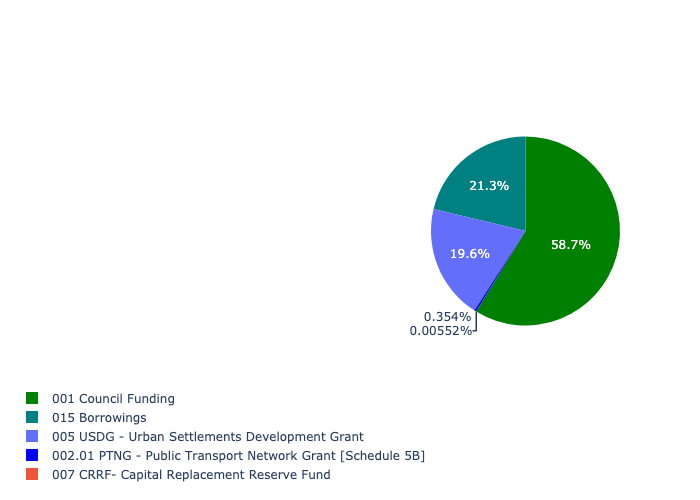 21.3%
58.7%
19.6%
0.354%
0.00552%
001 Council Funding
015 Borrowings
005 USDG - Urban Settlements Development Grant
002.01 PTNG - Public Transport Network Grant [Schedule 5B]
007 CRRF- Capital Replacement Reserve Fund